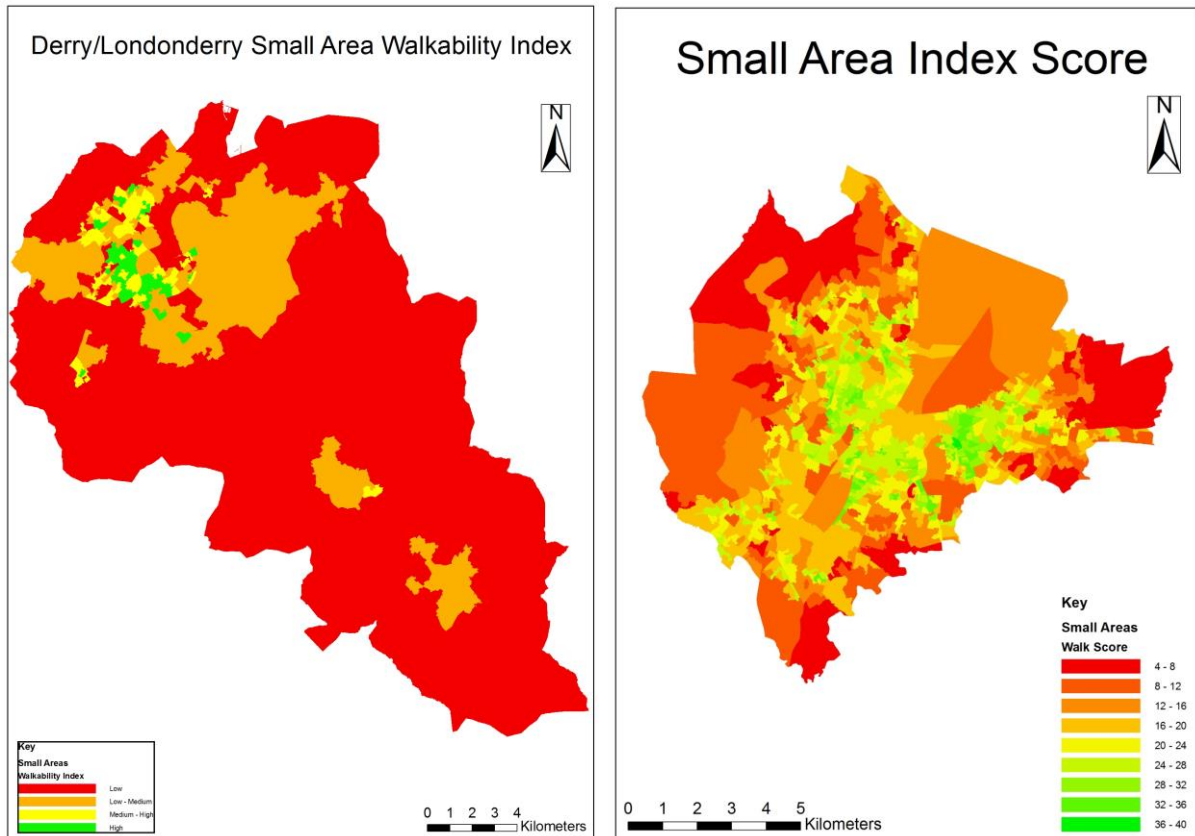 Derry/Londonderry Small Area Walkability Index
N
Key
Small Areas
Walkability Index
Low
Low - Medium
Medium - High
High
0 1 2 3 4
Kilometers
Small Area Index Score
N
Key
Small Areas
Walk Score
4 - 8
8 - 12
12 - 16
16 - 20
20 - 24
24 - 28
28 - 32
32 - 36
36 - 40
0 1 2 3 4 5
Kilometers